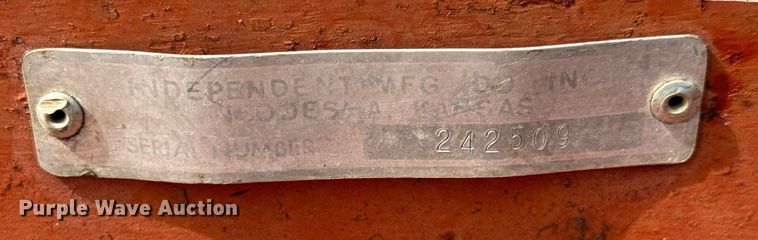 INDEPENDENT MFG. CO. INC.
NEODESHA, KANSAS
SERIAL NUMBER 242509
Purple Wave Auction